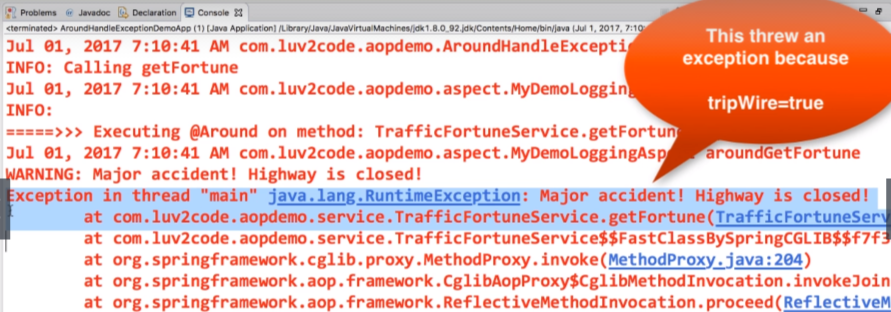 Problems @ Javadoc Declaration Console
<terminated> AroundHandleExceptionDemoApp (1) [Java Application] /Library/Java/JavaVirtualMachines/jdk1.8.0_92.jdk/Contents/Home/bin/java (Jul 1, 2017, 7:10:
Jul 01, 2017 7:10:41 AM com.luv2code.aopdemo.AroundHandleExceptio
INFO: Calling getFortune
Jul 01, 2017 7:10:41 AM com.luv2code.aopdemo.aspect.MyDemoLogging
INFO:
=====>>> Executing @Around on method: TrafficFortuneService.getFortun
Jul 01, 2017 7:10:41 AM com.luv2code.aopdemo.aspect.MyDemoLoggingAspe aroundGetFortune
WARNING: Major accident! Highway is closed!
Exception in thread "main" java.lang.RuntimeException: Major accident! Highway is closed!
at com.luv2code.aopdemo.service.TrafficFortuneService.getFortune(TrafficFortuneServ
at com.luv2code.aopdemo.service.TrafficFortuneService$$FastClassBySpringCGLIB$$f7f3
at org.springframework.cglib.proxy.MethodProxy.invoke(MethodProxy.java:204)
at org.springframework.aop.framework.CglibAopProxy$CglibMethodInvocation.invokeJoin
at org.springframework.aop.framework.ReflectiveMethodInvocation.proceed(ReflectiveM
This threw an
exception because
tripWire=true